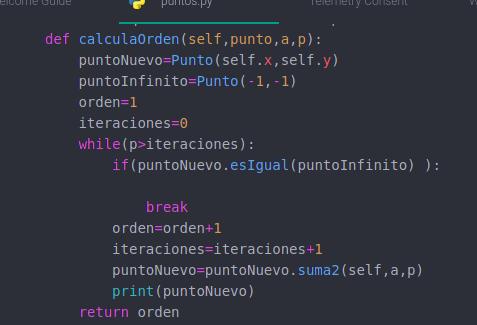 elcome Guide
puntos.py
Telemetry Consent
def calculaOrden(self,punto,a,p):
puntoNuevo=Punto(self.x,self.y)
puntoInfinito=Punto(-1,-1)
orden=1
iteraciones=0
while(p>iteraciones):
if(puntoNuevo.esIgual(puntoInfinito) ):
break
orden=orden+1
iteraciones=iteraciones+1
puntoNuevo=puntoNuevo.suma2(self,a,p)
print(puntoNuevo)
return orden